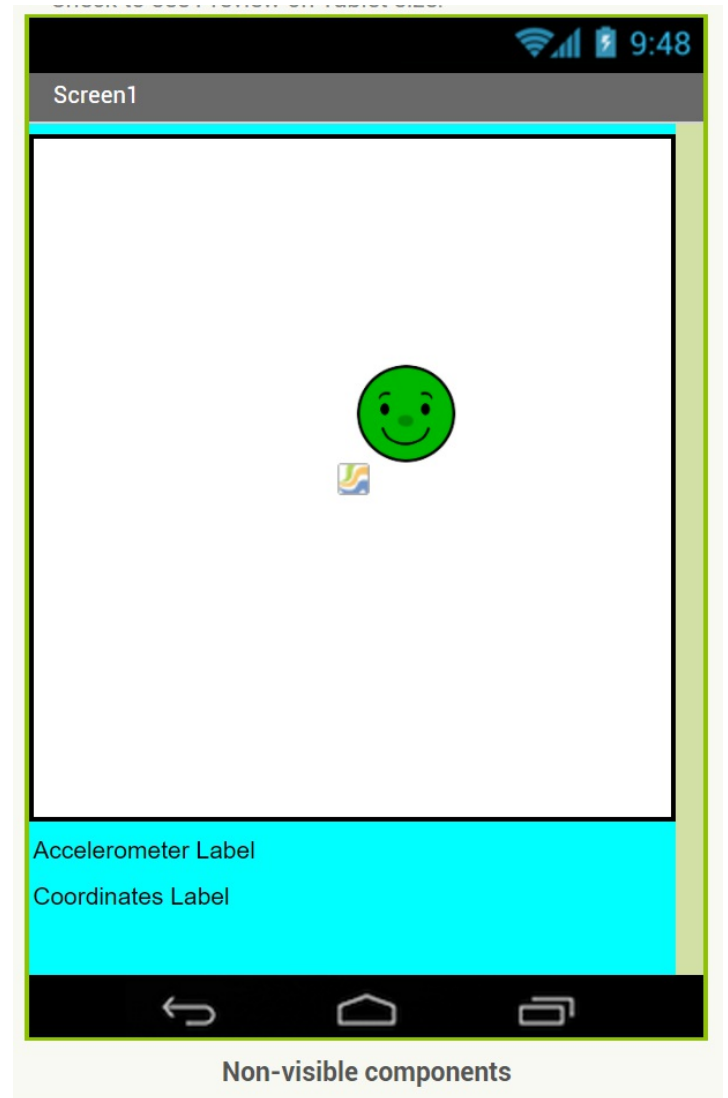 9:48
Screen1
Accelerometer Label
Coordinates Label
Non-visible components